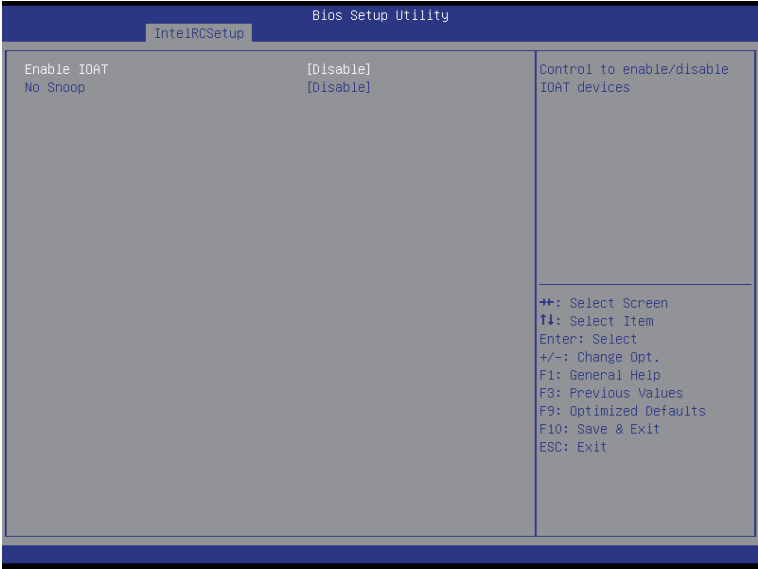 Bios Setup Utility
IntelRCSetup
Enable IOAT [Disable]
No Snoop [Disable]
Control to enable/disable
IOAT devices
→←: Select Screen
↑↓: Select Item
Enter: Select
+/-: Change Opt.
F1: General Help
F3: Previous Values
F9: Optimized Defaults
F10: Save & Exit
ESC: Exit